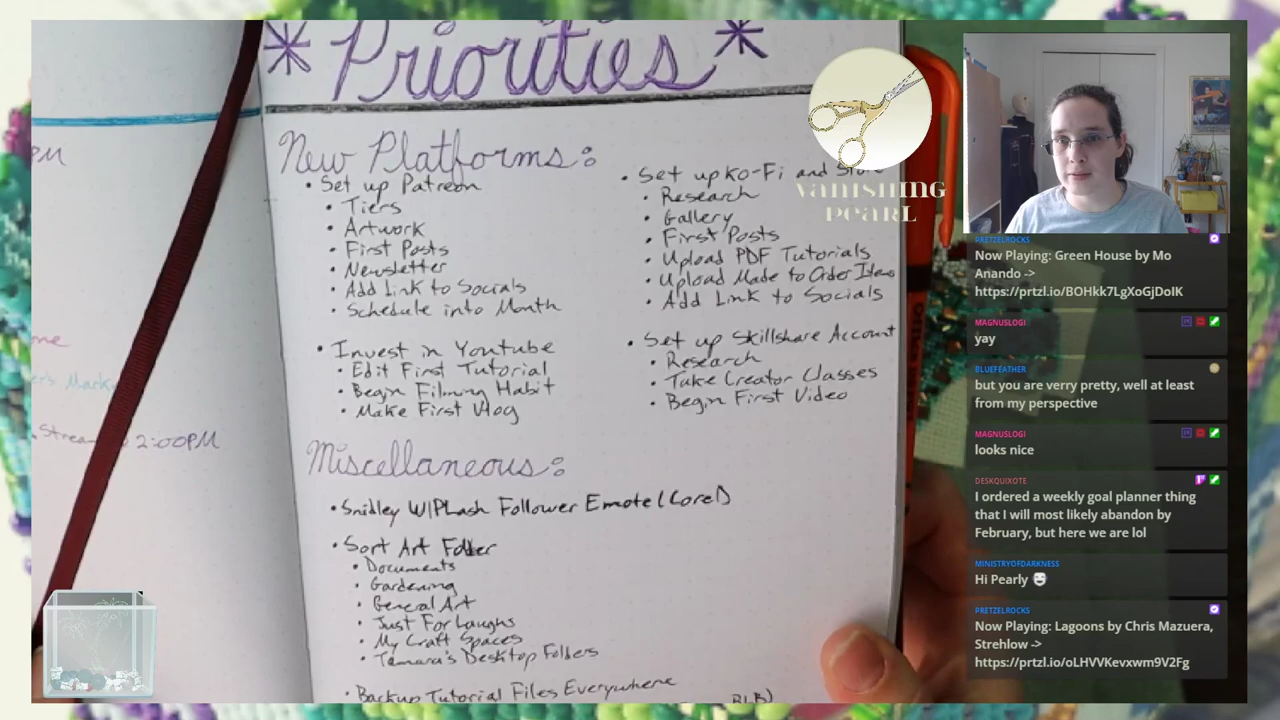 * Priorities *
New Platforms:
• Set up Patreon
• Tiers
• Artwork
• First Posts
• Newsletter
• Add Link to Socials
• Schedule into Month
• Invest in Youtube
• Edit First Tutorial
• Begin Filming Habit
• Make First Vlog
• Set up Ko-Fi and Store
• Research
• Gallery
• First Posts
• Upload PDF Tutorials
• Upload Made to Order Items
• Add Link to Socials
• Set up Skillshare Account
• Research
• Take Creator Classes
• Begin First Video
Miscellaneous:
• Snidley W/PLash Follower Emote (Corel)
• Sort Art Folder
• Documents
• Gardening
• General Art
• Just For Laughs
• My Craft Spaces
• Tamara's Desktop Folders
• Backup Tutorial Files Everywhere
Stream
2:00PM
VANISHING
PEARL
PRETZELROCKS
Now Playing: Green House by Mo
Anando ->
https://prtzl.io/BOHkk7LgXoGjDoIK
MAGNUSLOGI
yay
BLUEFEATHER
but you are verry pretty, well at least
from my perspective
MAGNUSLOGI
looks nice
DESKQUIXOTE
I ordered a weekly goal planner thing
that I will most likely abandon by
February, but here we are lol
MINISTRYOFDARKNESS
Hi Pearly
PRETZELROCKS
Now Playing: Lagoons by Chris Mazuera,
Strehlow ->
https://prtzl.io/oLHVVKevxwm9V2Fg